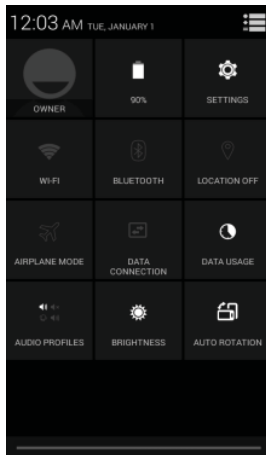 12:03 AM TUE, JANUARY 1
OWNER
90%
SETTINGS
WI-FI
BLUETOOTH
LOCATION OFF
AIRPLANE MODE
DATA
CONNECTION
DATA USAGE
AUDIO PROFILES
BRIGHTNESS
AUTO ROTATION